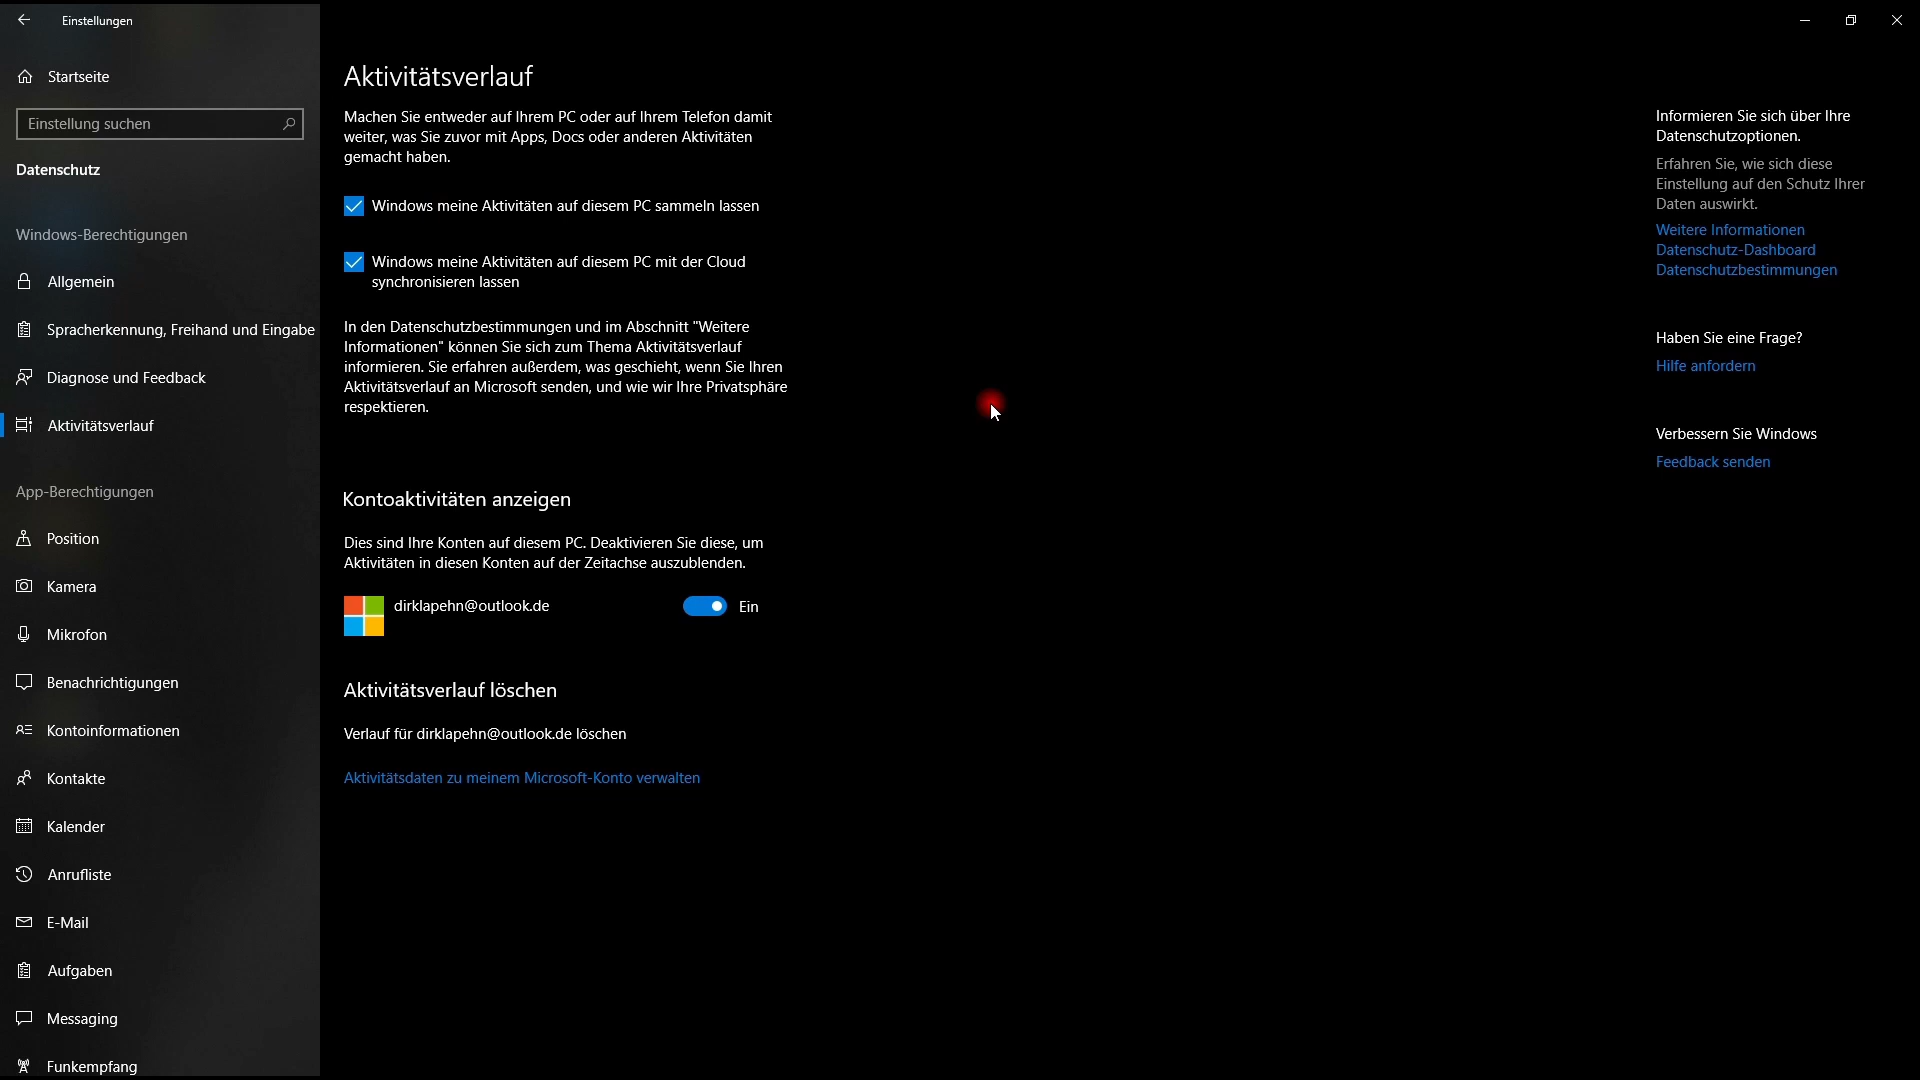 Einstellungen
Startseite
Einstellung suchen
Datenschutz
Windows-Berechtigungen
Allgemein
Spracherkennung, Freihand und Eingabe
Diagnose und Feedback
Aktivitätsverlauf
App-Berechtigungen
Position
Kamera
Mikrofon
Benachrichtigungen
Kontoinformationen
Kontakte
Kalender
Anrufliste
E-Mail
Aufgaben
Messaging
Funkempfang
Aktivitätsverlauf
Machen Sie entweder auf Ihrem PC oder auf Ihrem Telefon damit
weiter, was Sie zuvor mit Apps, Docs oder anderen Aktivitäten
gemacht haben.
Windows meine Aktivitäten auf diesem PC sammeln lassen
Windows meine Aktivitäten auf diesem PC mit der Cloud
synchronisieren lassen
In den Datenschutzbestimmungen und im Abschnitt "Weitere
Informationen" können Sie sich zum Thema Aktivitätsverlauf
informieren. Sie erfahren außerdem, was geschieht, wenn Sie Ihren
Aktivitätsverlauf an Microsoft senden, und wie wir Ihre Privatsphäre
respektieren.
Kontoaktivitäten anzeigen
Dies sind Ihre Konten auf diesem PC. Deaktivieren Sie diese, um
Aktivitäten in diesen Konten auf der Zeitachse auszublenden.
dirklapehn@outlook.de
Ein
Aktivitätsverlauf löschen
Verlauf für dirklapehn@outlook.de löschen
Aktivitätsdaten zu meinem Microsoft-Konto verwalten
Informieren Sie sich über Ihre
Datenschutzoptionen.
Erfahren Sie, wie sich diese
Einstellung auf den Schutz Ihrer
Daten auswirkt.
Weitere Informationen
Datenschutz-Dashboard
Datenschutzbestimmungen
Haben Sie eine Frage?
Hilfe anfordern
Verbessern Sie Windows
Feedback senden